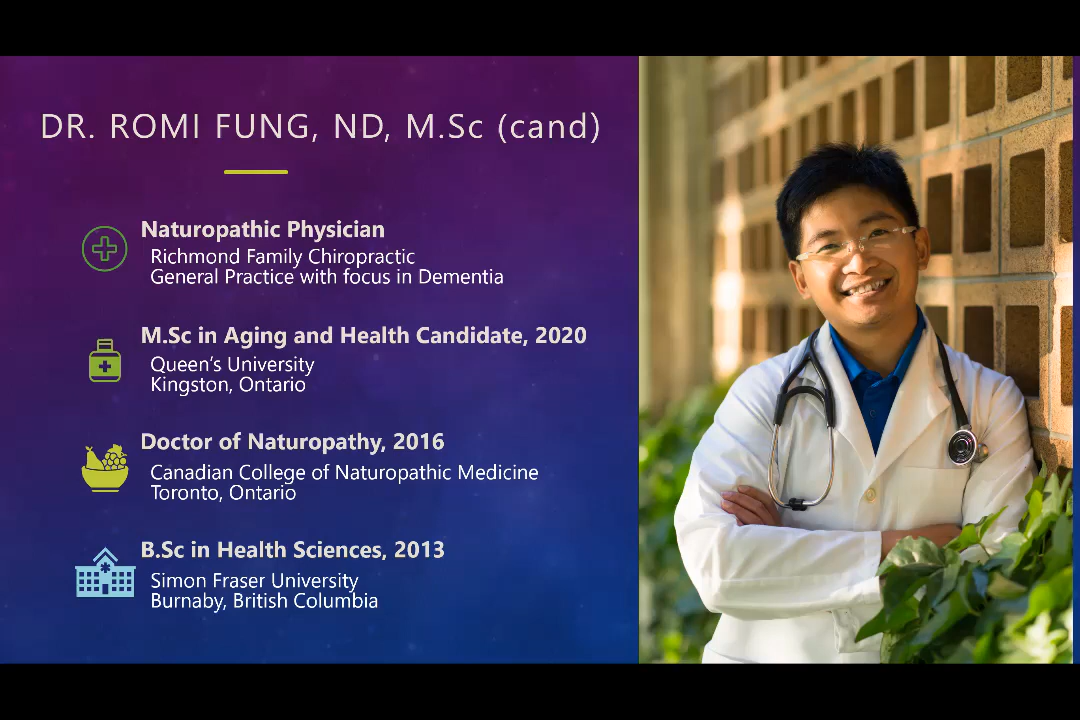 DR. ROMI FUNG, ND, M.Sc (cand)
Naturopathic Physician
Richmond Family Chiropractic
General Practice with focus in Dementia
M.Sc in Aging and Health Candidate, 2020
Queen's University
Kingston, Ontario
Doctor of Naturopathy, 2016
Canadian College of Naturopathic Medicine
Toronto, Ontario
B.Sc in Health Sciences, 2013
Simon Fraser University
Burnaby, British Columbia